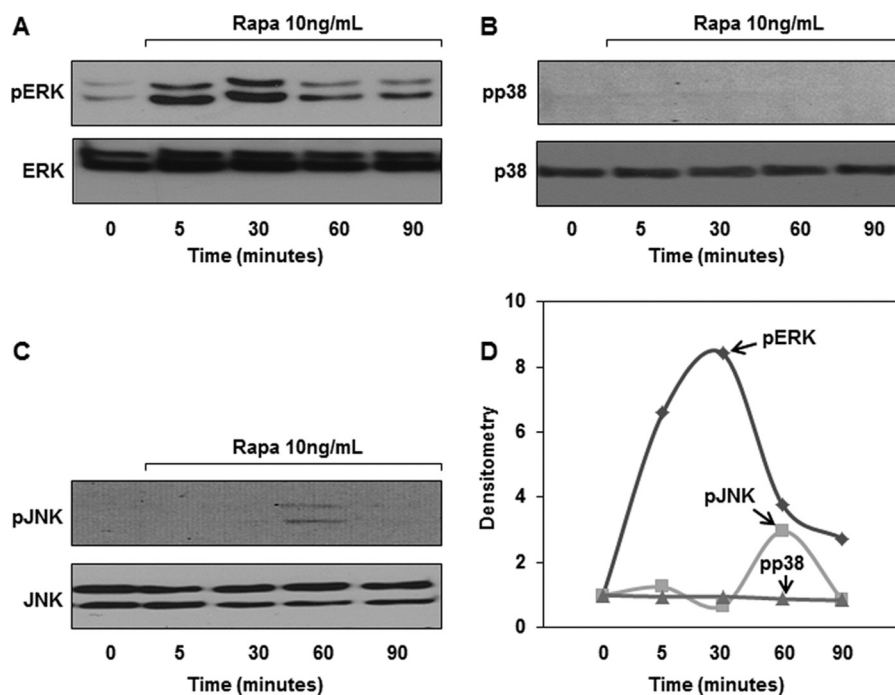 A
Rapa 10ng/mL
pERK
ERK
0 5 30 60 90
Time (minutes)
B
Rapa 10ng/mL
pp38
p38
0 5 30 60 90
Time (minutes)
C
Rapa 10ng/mL
pJNK
JNK
0 5 30 60 90
Time (minutes)
D
10
8
6
4
2
0
Densitometry
pERK
pJNK
pp38
0 5 30 60 90
Time (minutes)